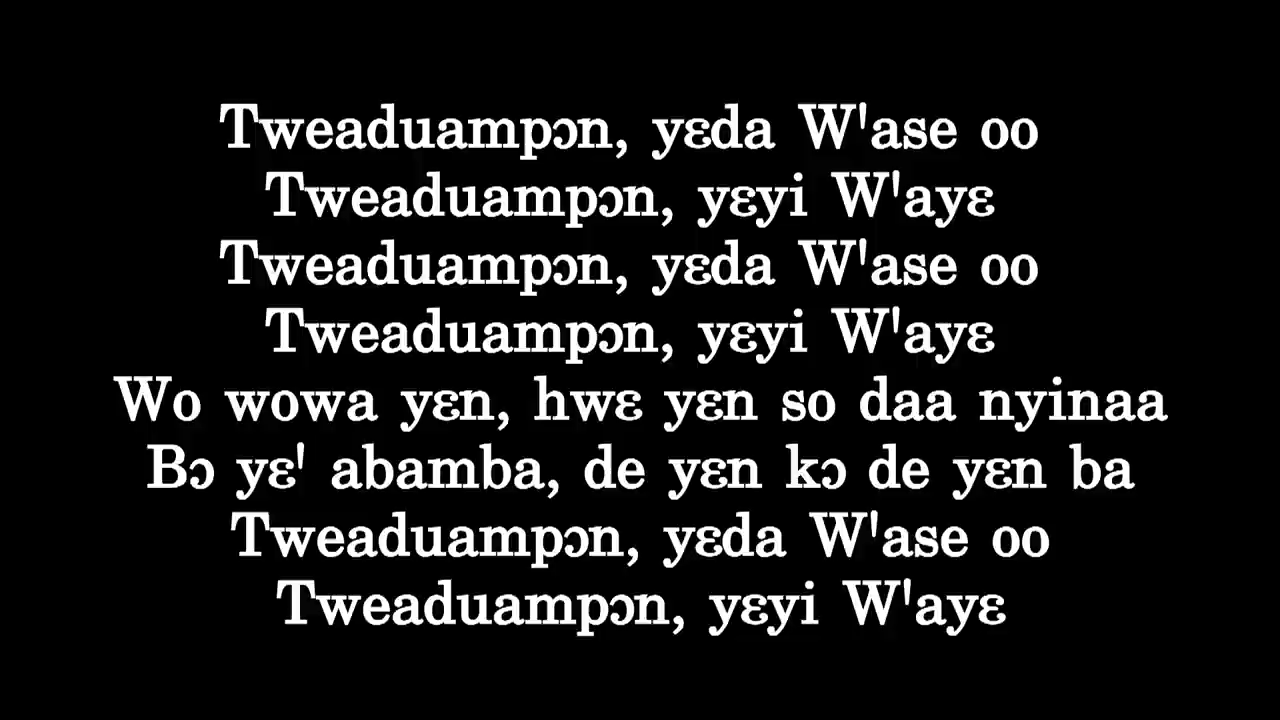 Tweaduampɔn, yɛda W'ase oo
Tweaduampɔn, yɛyi W'ayɛ
Tweaduampɔn, yɛda W'ase oo
Tweaduampɔn, yɛyi W'ayɛ
Wo wowa yɛn, hwɛ yɛn so daa nyinaa
Bɔ yɛ' abamba, de yɛn kɔ de yɛn ba
Tweaduampɔn, yɛda W'ase oo
Tweaduampɔn, yɛyi W'ayɛ